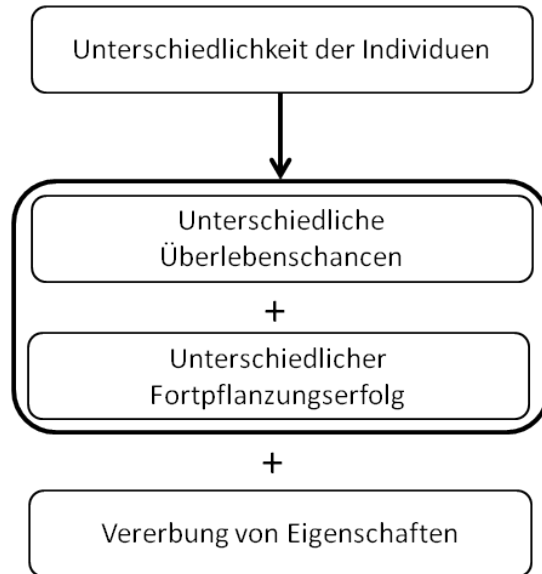 Unterschiedlichkeit der Individuen
Unterschiedliche
Überlebenschancen
+
Unterschiedlicher
Fortpflanzungserfolg
+
Vererbung von Eigenschaften